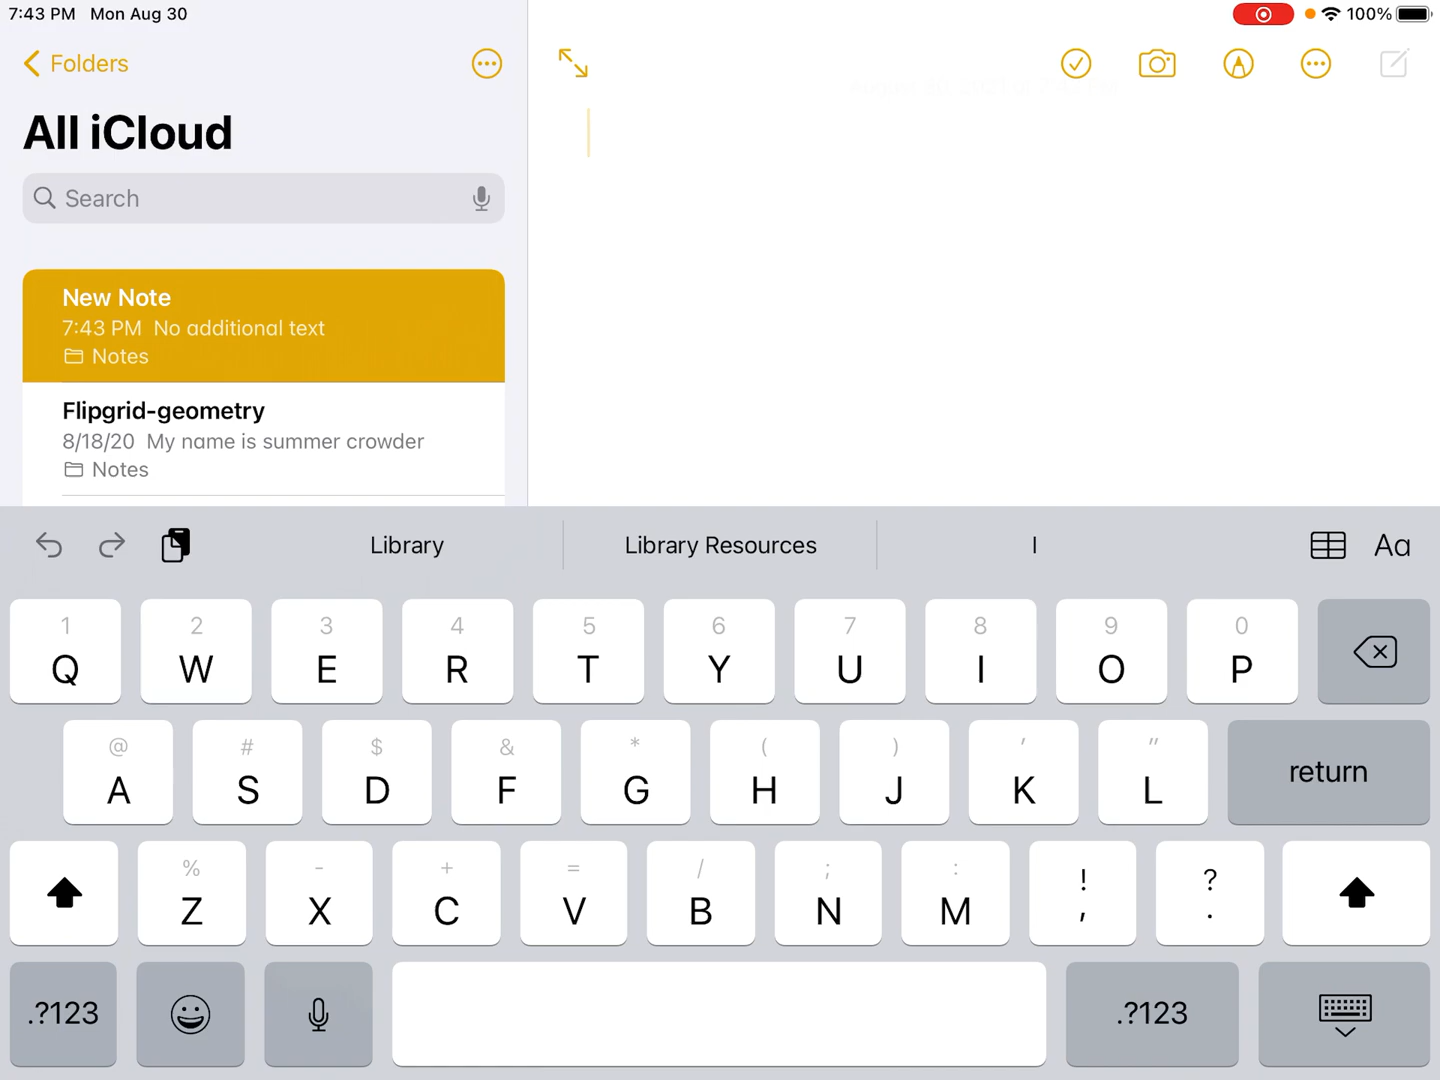 7:43 PM Mon Aug 30
100%
Folders
All iCloud
Search
New Note
7:43 PM No additional text
Notes
Flipgrid-geometry
8/18/20 My name is summer crowder
Notes
Library
Library Resources
I
Aa
1 2 3 4 5 6 7 8 9 0
Q W E R T Y U I O P
@ # $ & * ( ) ' "
A S D F G H J K L
return
% - + = / ; : ! ?
Z X C V B N M , .
.?123
.?123